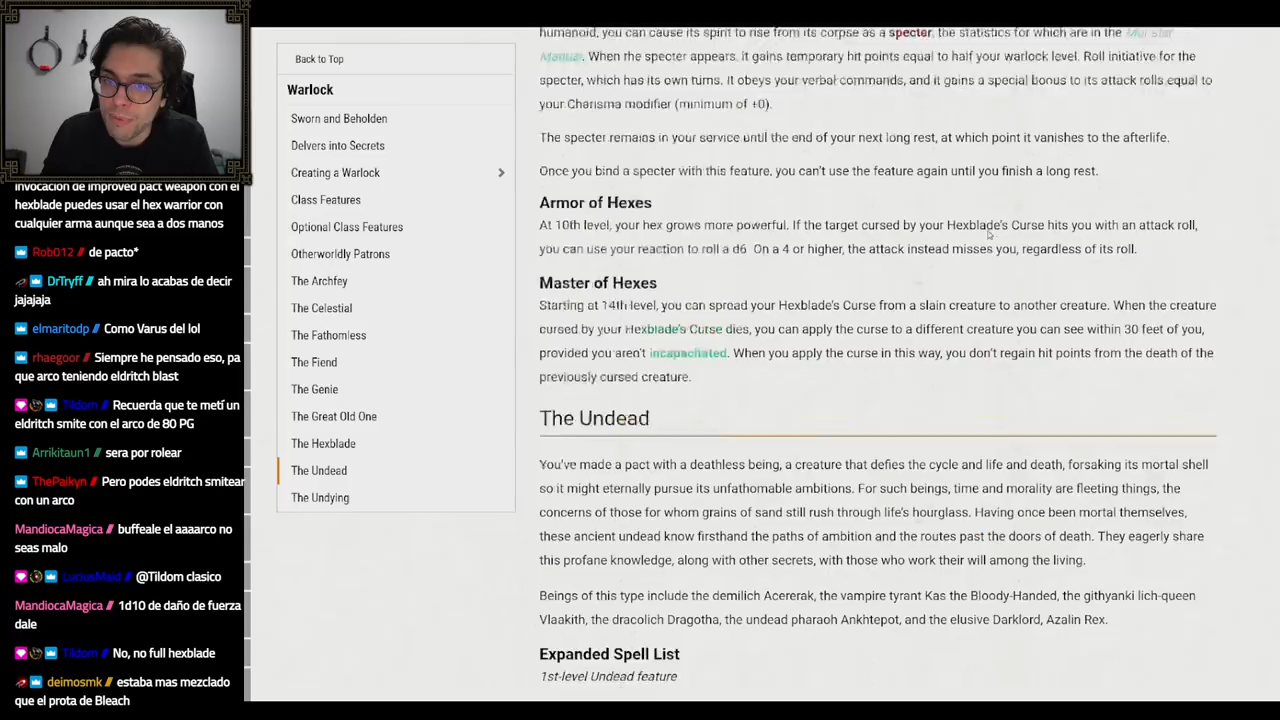 invocacion de improved pact weapon con el
hexblade puedes usar el hex warrior con
cualquier arma aunque sea a dos manos
Rob012 // de pacto*
DrTryff // ah mira lo acabas de decir
jajajaja
elmaritodp // Como Varus del lol
rhaegoor // Siempre he pensado eso, pa
que arco teniendo eldritch blast
Tildom // Recuerda que te metí un
eldritch smite con el arco de 80 PG
Arrikitaun1 // sera por rolear
ThePaikyn // Pero podes eldritch smitear
con un arco
MandiocaMagica // buffeale el aaaarco no
seas malo
LuciusMald // @Tildom clasico
MandiocaMagica // 1d10 de daño de fuerza
dale
Tildom // No, no full hexblade
deimosmk // estaba mas mezclado
que el prota de Bleach
Back to Top
Warlock
Sworn and Beholden
Delvers into Secrets
Creating a Warlock
Class Features
Optional Class Features
Otherworldly Patrons
The Archfey
The Celestial
The Fathomless
The Fiend
The Genie
The Great Old One
The Hexblade
The Undead
The Undying
humanoid, you can cause its spirit to rise from its corpse as a specter, the statistics for which are in the
When the specter appears, it gains temporary hit points equal to half your warlock level. Roll initiative for the
specter, which has its own turns. It obeys your verbal commands, and it gains a special bonus to its attack rolls equal to
your Charisma modifier (minimum of +0).
The specter remains in your service until the end of your next long rest, at which point it vanishes to the afterlife.
Once you bind a specter with this feature, you can't use the feature again until you finish a long rest.
Armor of Hexes
At 10th level, your hex grows more powerful. If the target cursed by your Hexblade's Curse hits you with an attack roll,
you can use your reaction to roll a d6. On a 4 or higher, the attack instead misses you, regardless of its roll.
Master of Hexes
Starting at 14th level, you can spread your Hexblade's Curse from a slain creature to another creature. When the creature
cursed by your Hexblade's Curse dies, you can apply the curse to a different creature you can see within 30 feet of you,
provided you aren't incapacitated. When you apply the curse in this way, you don't regain hit points from the death of the
previously cursed creature.
The Undead
You've made a pact with a deathless being, a creature that defies the cycle and life and death, forsaking its mortal shell
so it might eternally pursue its unfathomable ambitions. For such beings, time and morality are fleeting things, the
concerns of those for whom grains of sand still rush through life's hourglass. Having once been mortal themselves,
these ancient undead know firsthand the paths of ambition and the routes past the doors of death. They eagerly share
this profane knowledge, along with other secrets, with those who work their will among the living.
Beings of this type include the demilich Acererak, the vampire tyrant Kas the Bloody-Handed, the githyanki lich-queen
Vlaakith, the dracolich Dragotha, the undead pharaoh Ankhtepot, and the elusive Darklord, Azalin Rex.
Expanded Spell List
1st-level Undead feature